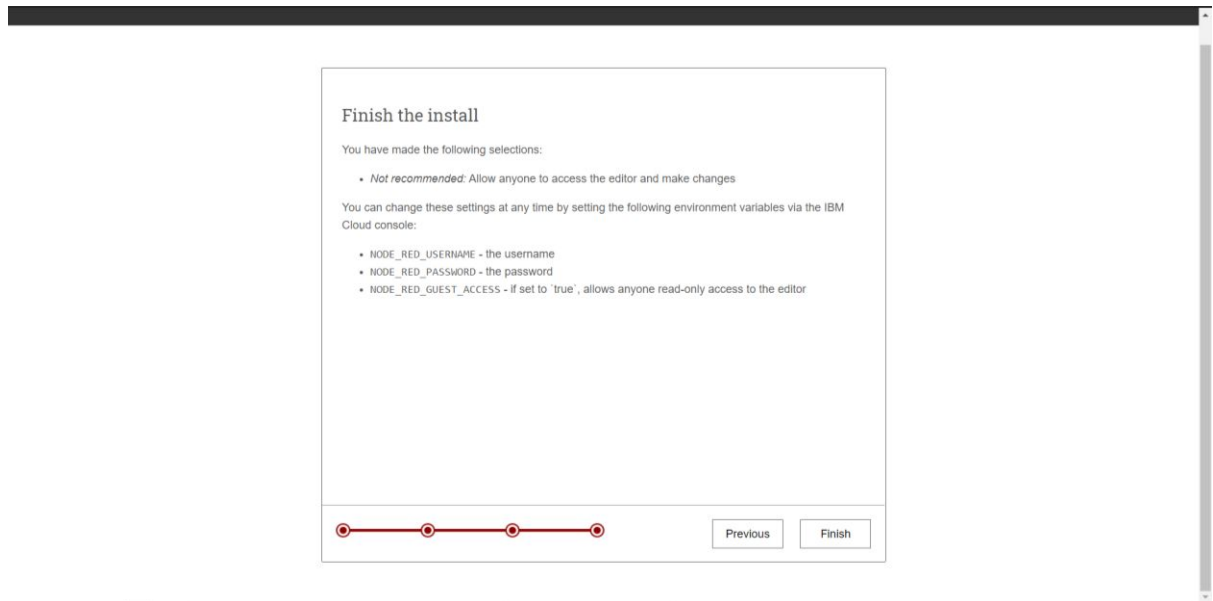 Finish the install
You have made the following selections:
• Not recommended: Allow anyone to access the editor and make changes
You can change these settings at any time by setting the following environment variables via the IBM
Cloud console:
• NODE_RED_USERNAME - the username
• NODE_RED_PASSWORD - the password
• NODE_RED_GUEST_ACCESS - if set to `true`, allows anyone read-only access to the editor
Previous Finish